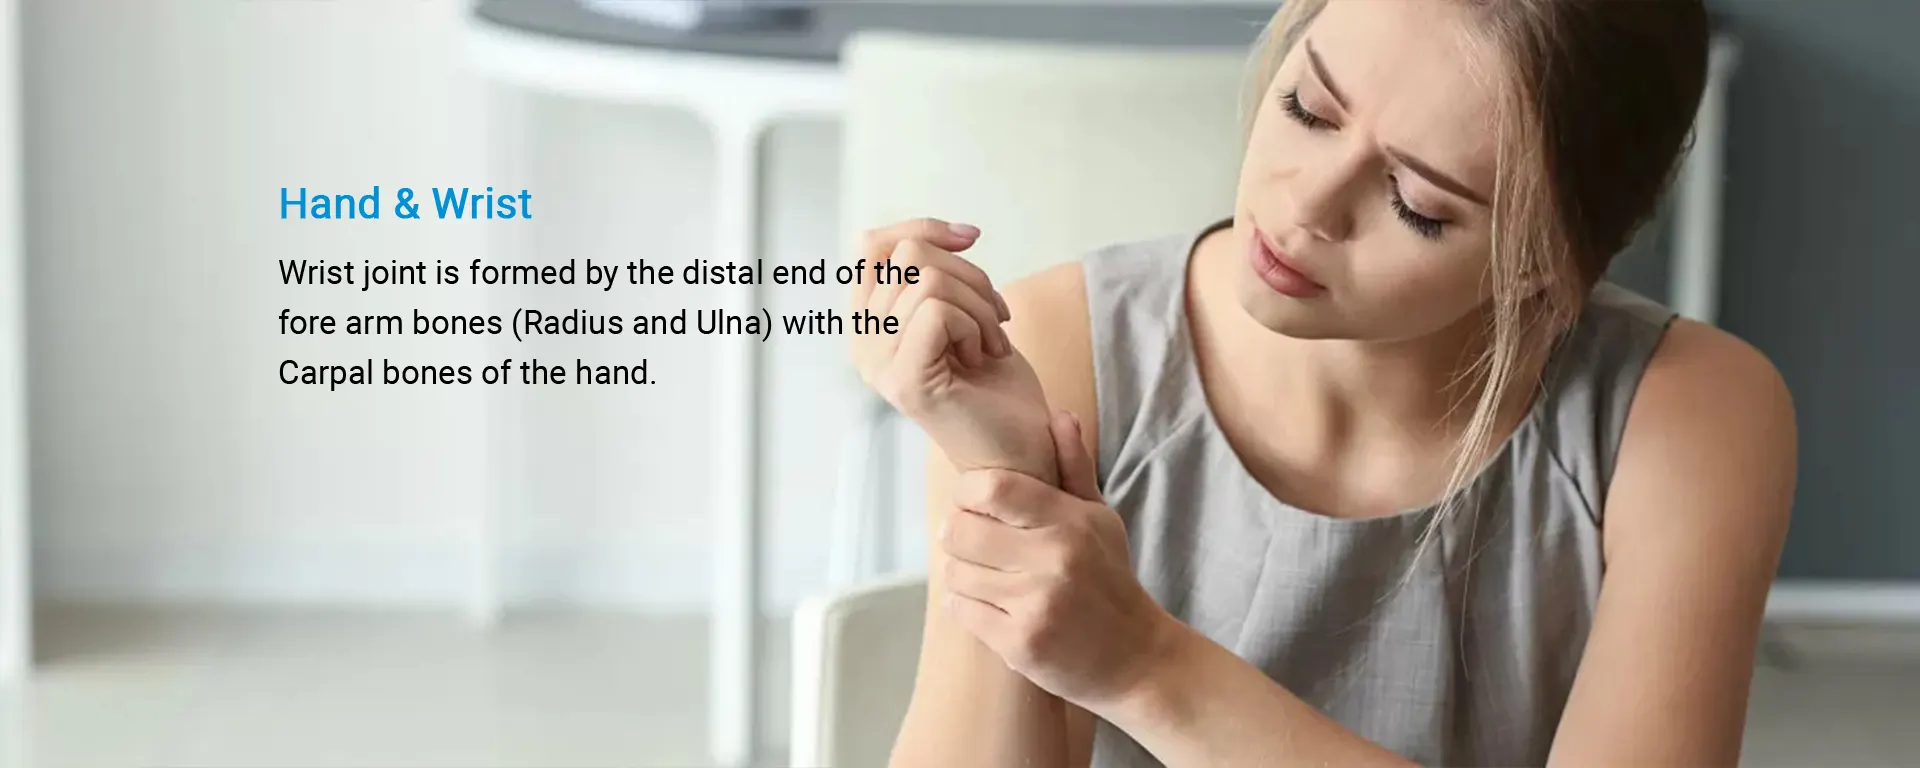 Hand & Wrist
Wrist joint is formed by the distal end of the
fore arm bones (Radius and Ulna) with the
Carpal bones of the hand.